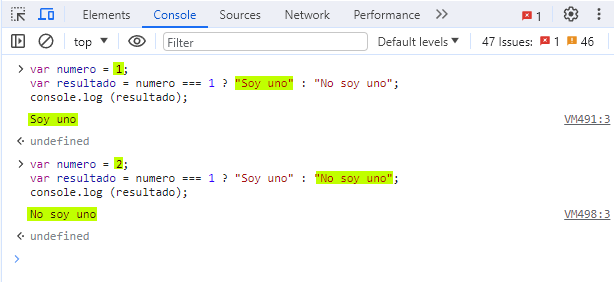 Elements Console Sources Network Performance 1
top Filter Default levels 47 Issues: 1 46
var numero = 1;
var resultado = numero === 1 ? "Soy uno" : "No soy uno";
console.log (resultado);
Soy uno VM491:3
undefined
var numero = 2;
var resultado = numero === 1 ? "Soy uno" : "No soy uno";
console.log (resultado);
No soy uno VM498:3
undefined